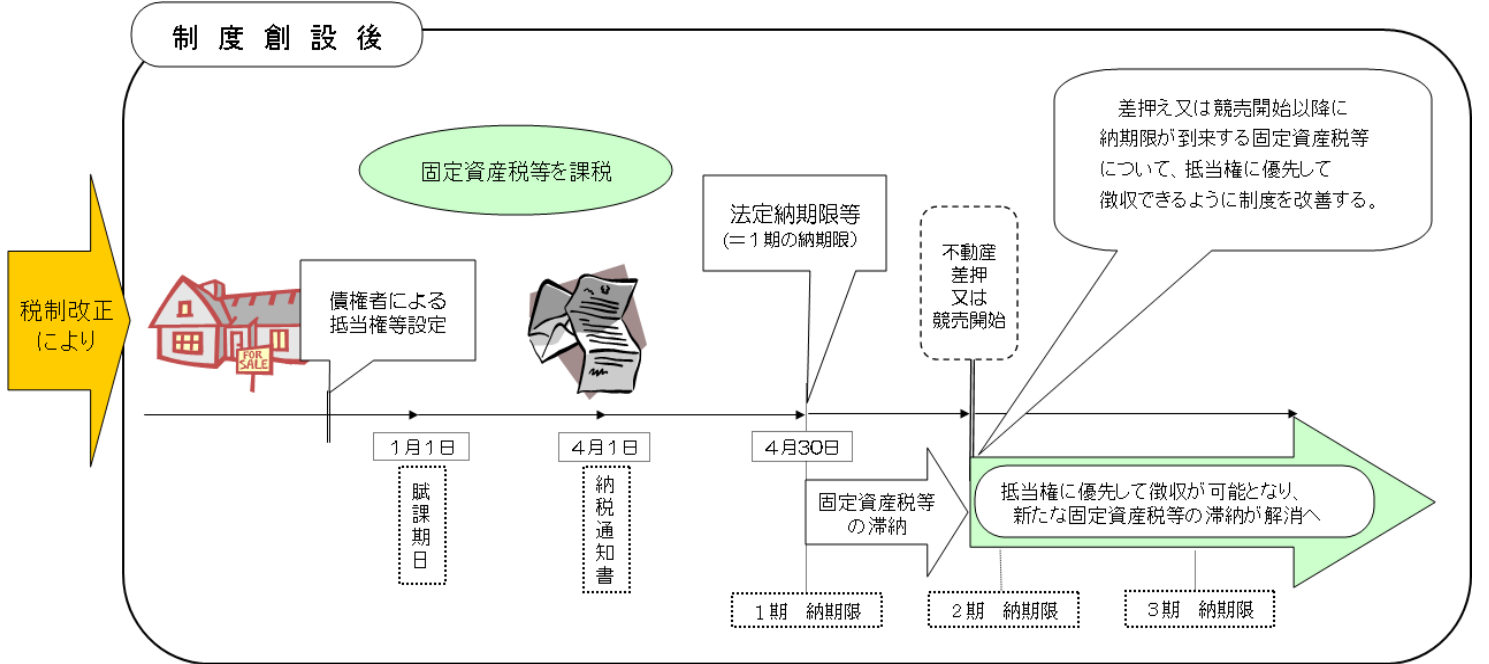 制度創設後
税制改正
により
固定資産税等を課税
差押え又は競売開始以降に
納期限が到来する固定資産税等
について、抵当権に優先して
徴収できるように制度を改善する。
法定納期限等
(=1期の納期限)
不動産
差押
又は
競売開始
債権者による
抵当権等設定
FOR
SALE
1月1日
4月1日
4月30日
賦課期日
納税通知書
固定資産税等
の滞納
抵当権に優先して徴収が可能となり、
新たな固定資産税等の滞納が解消へ
1期 納期限
2期 納期限
3期 納期限